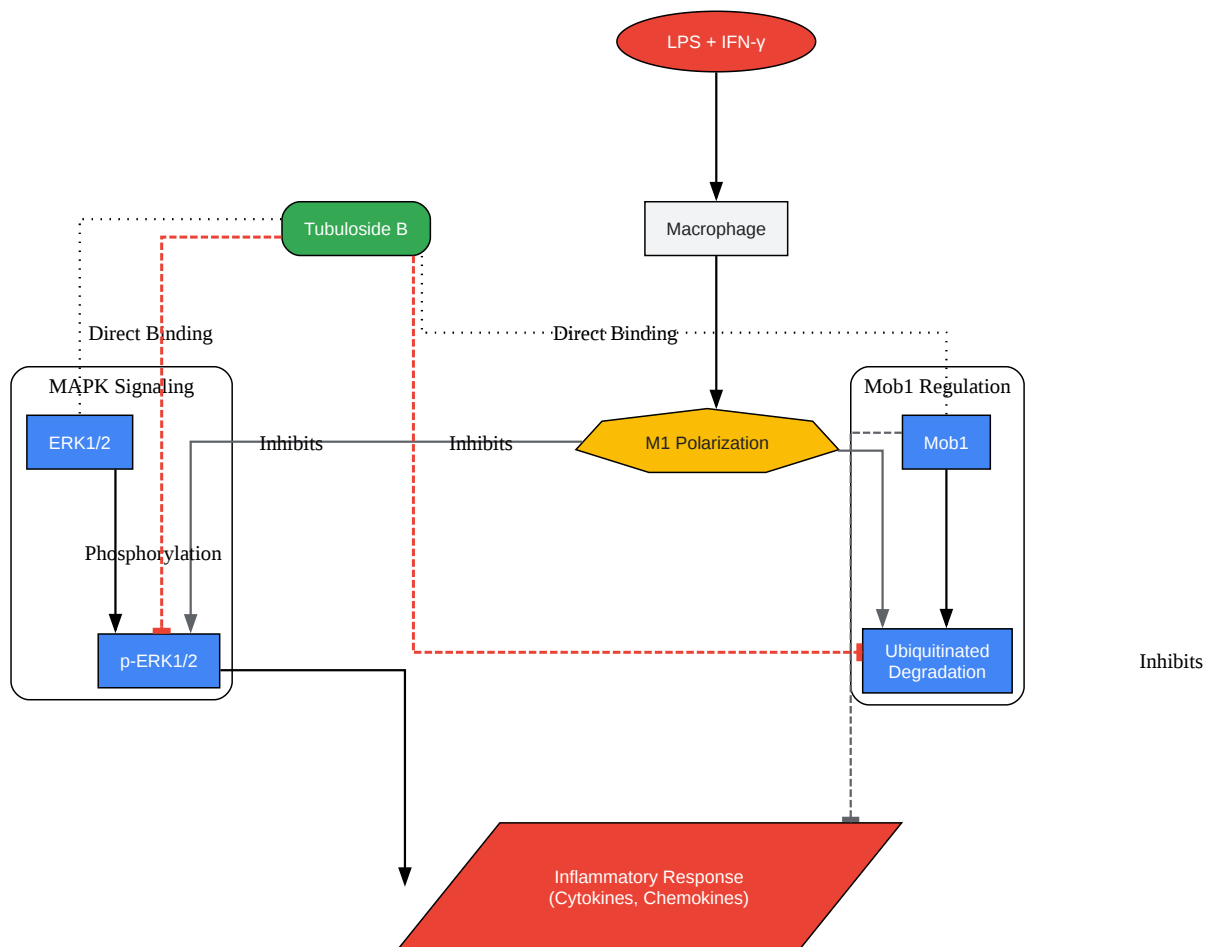 LPS + IFN-γ
Tubuloside B
Macrophage
Direct Binding
Direct Binding
MAPK Signaling
Mob1 Regulation
ERK1/2
Inhibits
Inhibits
M1 Polarization
Mob1
Phosphorylation
p-ERK1/2
Ubiquitinated
Degradation
Inhibits
Inflammatory Response
(Cytokines, Chemokines)